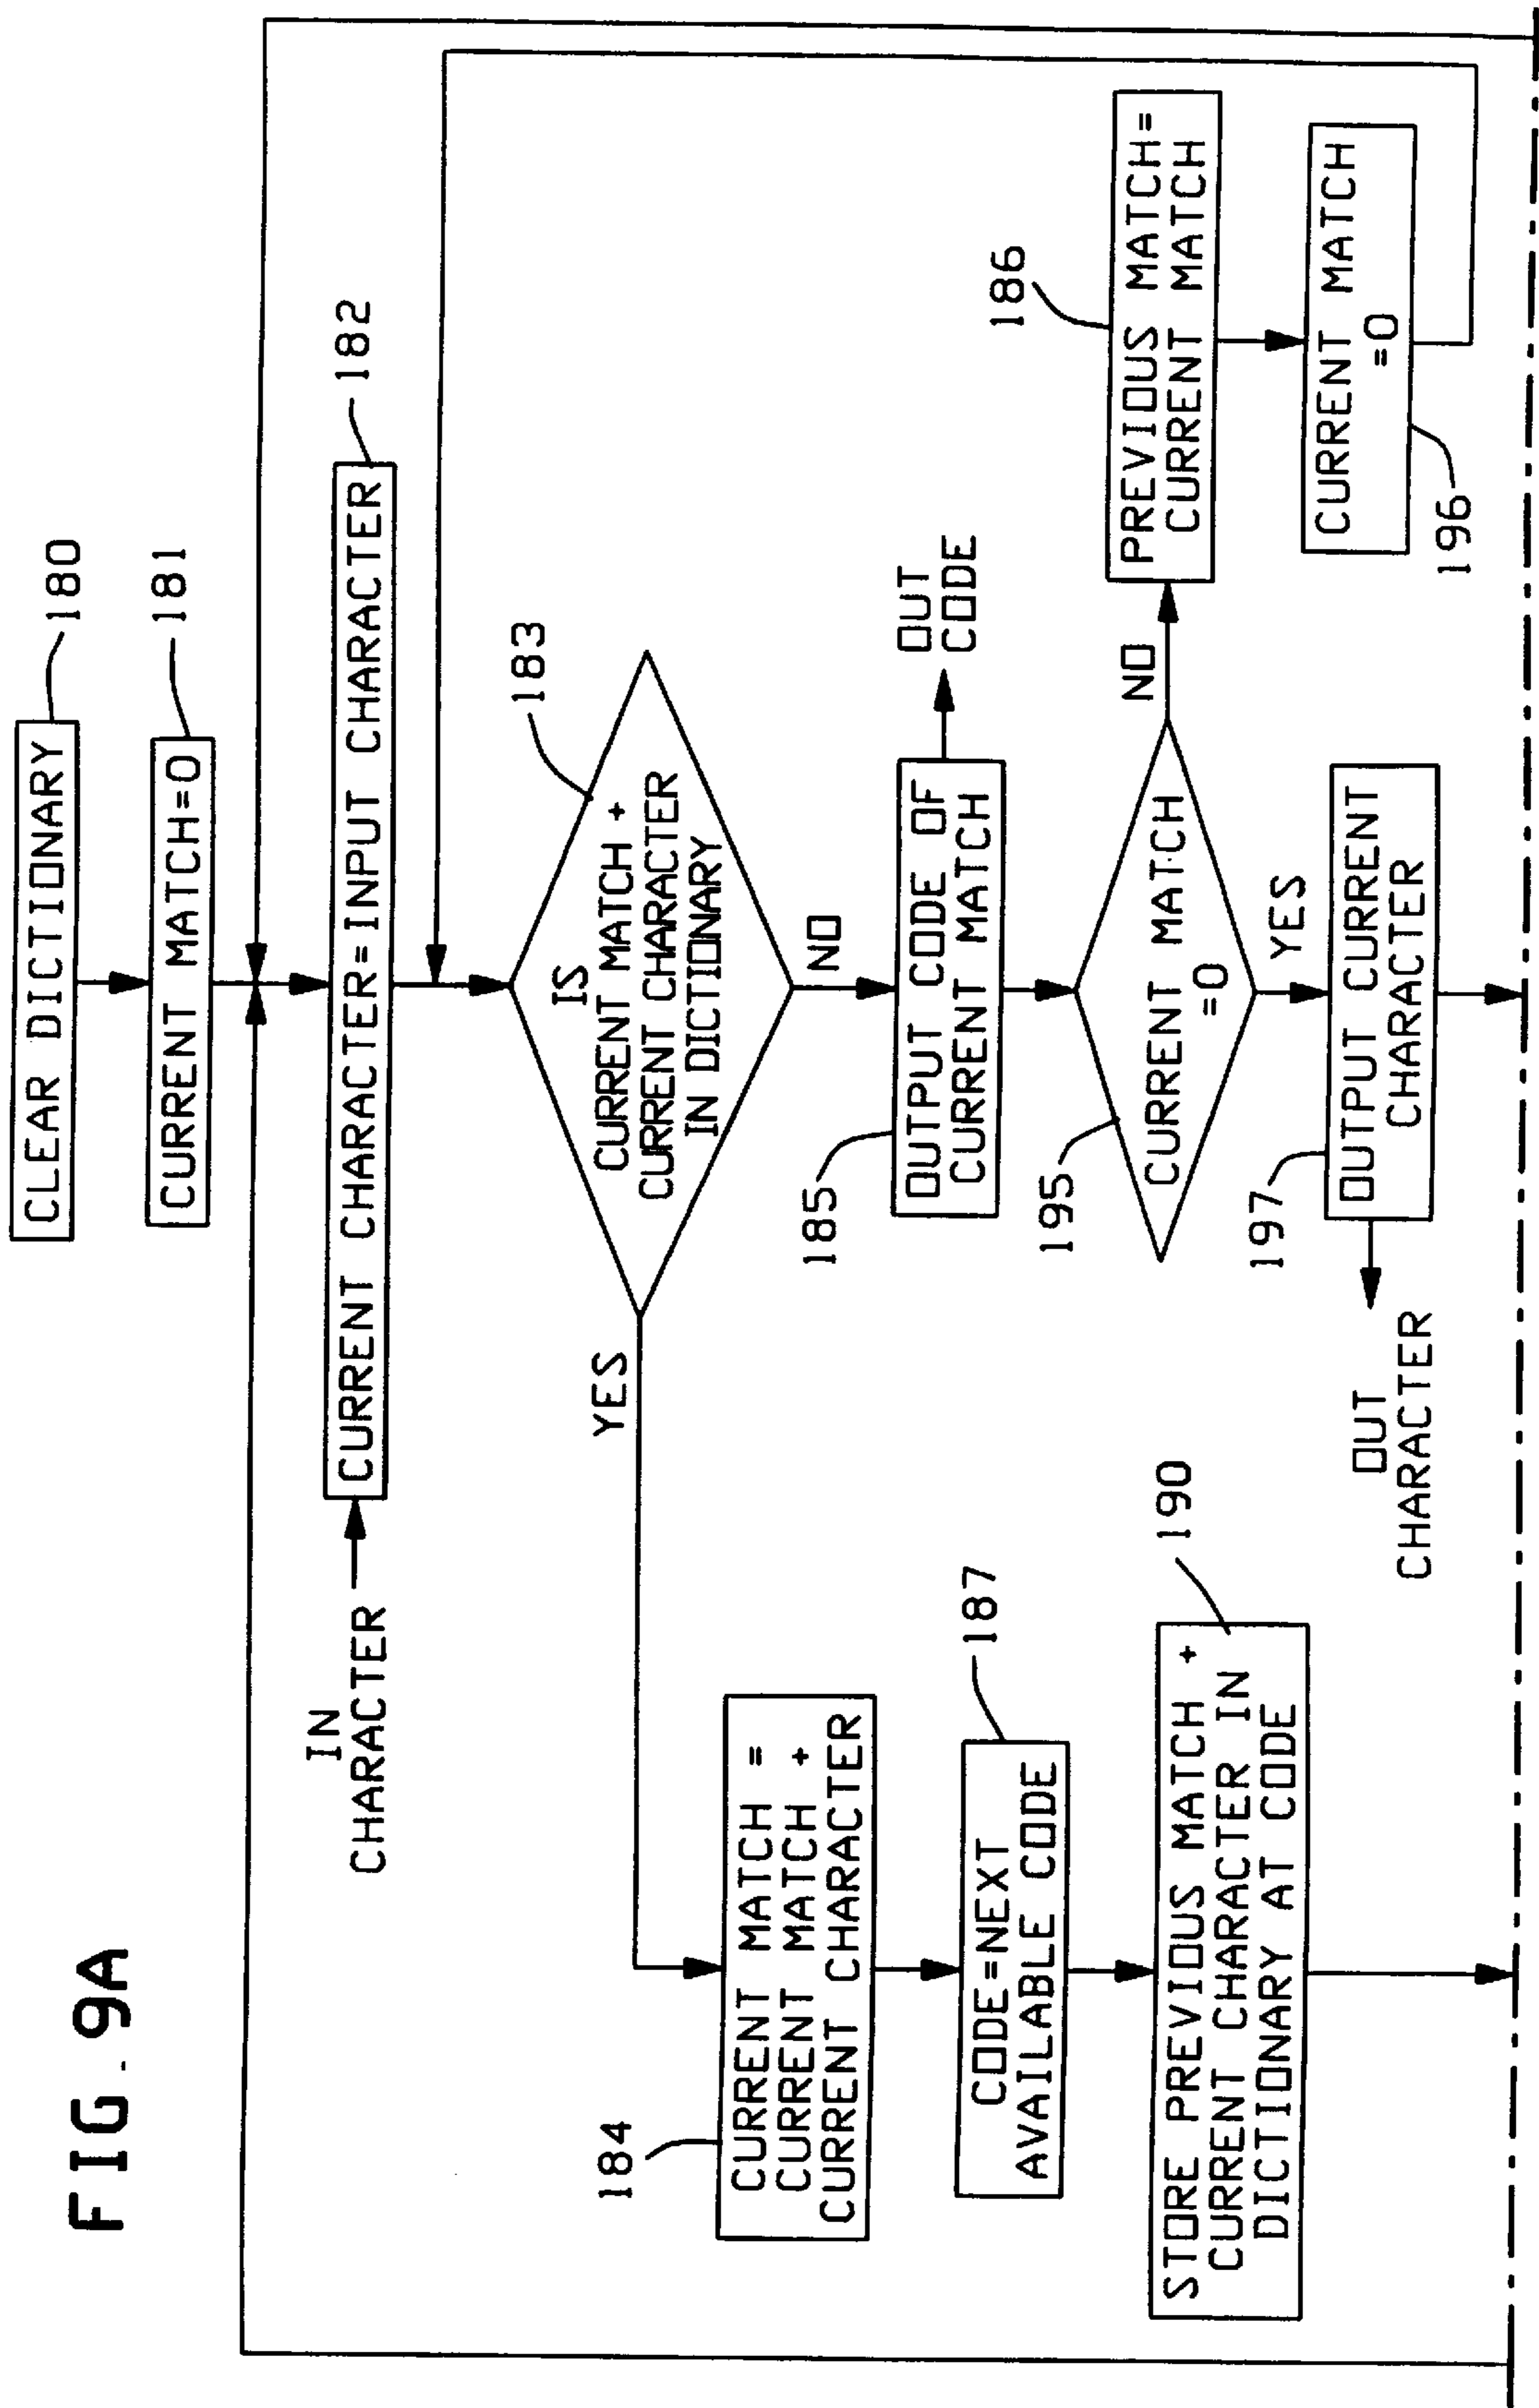 FIG. 9A
CLEAR DICTIONARY
180
CURRENT MATCH=0
181
IN
CHARACTER
CURRENT CHARACTER=INPUT CHARACTER
182
IS
CURRENT MATCH +
CURRENT CHARACTER
IN DICTIONARY
183
YES
NO
184
CURRENT MATCH =
CURRENT MATCH +
CURRENT CHARACTER
CODE=NEXT
AVAILABLE CODE
187
STORE PREVIOUS MATCH +
CURRENT CHARACTER IN
DICTIONARY AT CODE
190
185
OUTPUT CODE OF
CURRENT MATCH
OUT
CODE
195
CURRENT MATCH
=0
NO
YES
186
PREVIOUS MATCH=
CURRENT MATCH
CURRENT MATCH
=0
196
197
OUTPUT CURRENT
CHARACTER
OUT
CHARACTER